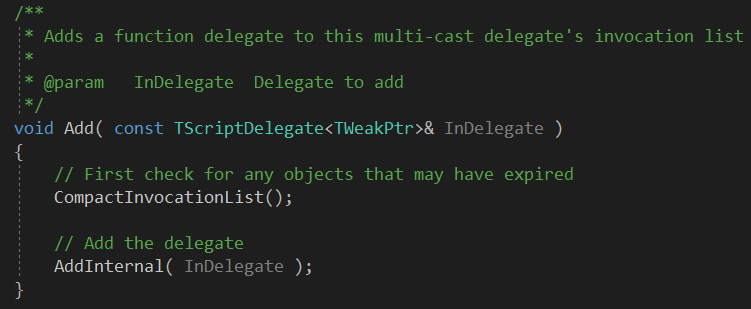 /**
* Adds a function delegate to this multi-cast delegate's invocation list
*
* @param InDelegate Delegate to add
*/
void Add( const TScriptDelegate<TWeakPtr>& InDelegate )
{
// First check for any objects that may have expired
CompactInvocationList();
// Add the delegate
AddInternal( InDelegate );
}